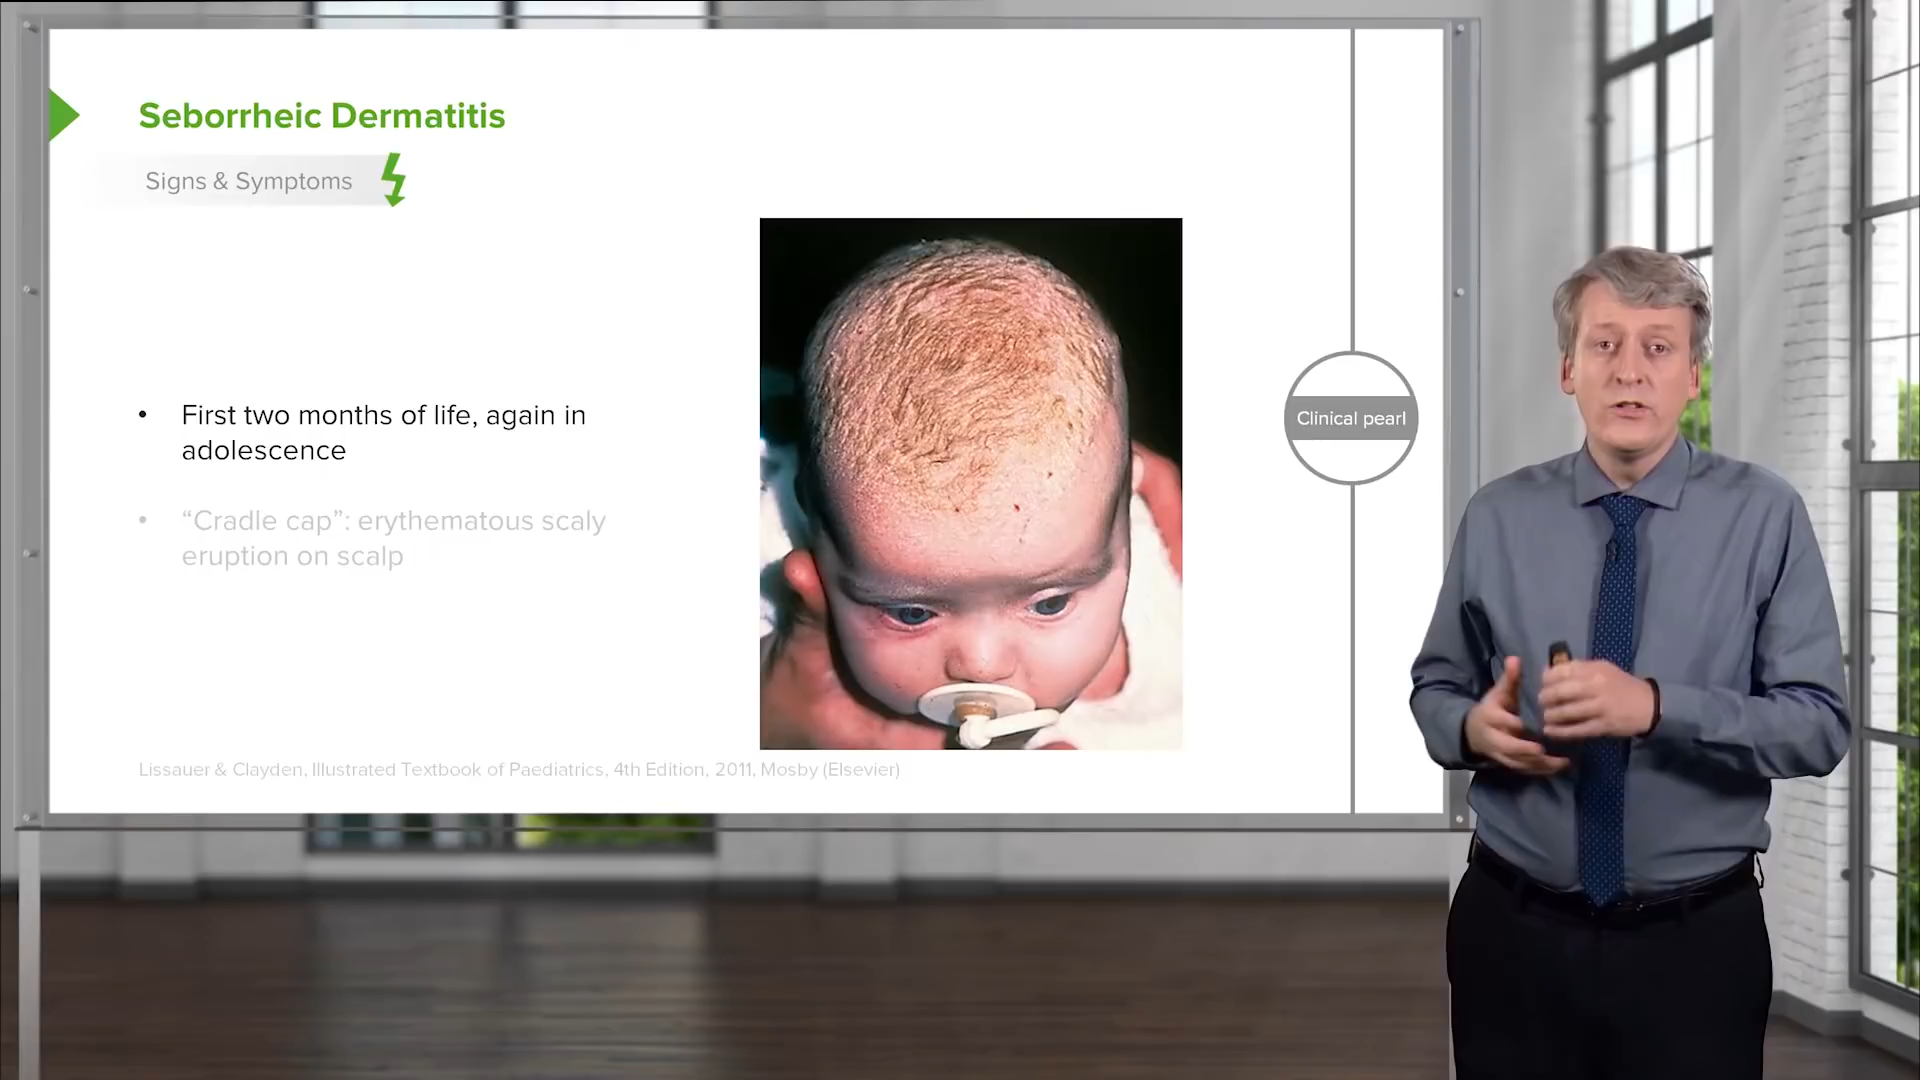 Seborrheic Dermatitis
Signs & Symptoms
• First two months of life, again in
adolescence
• “Cradle cap”: erythematous scaly
eruption on scalp
Clinical pearl
Lissauer & Clayden, Illustrated Textbook of Paediatrics, 4th Edition, 2011, Mosby (Elsevier)